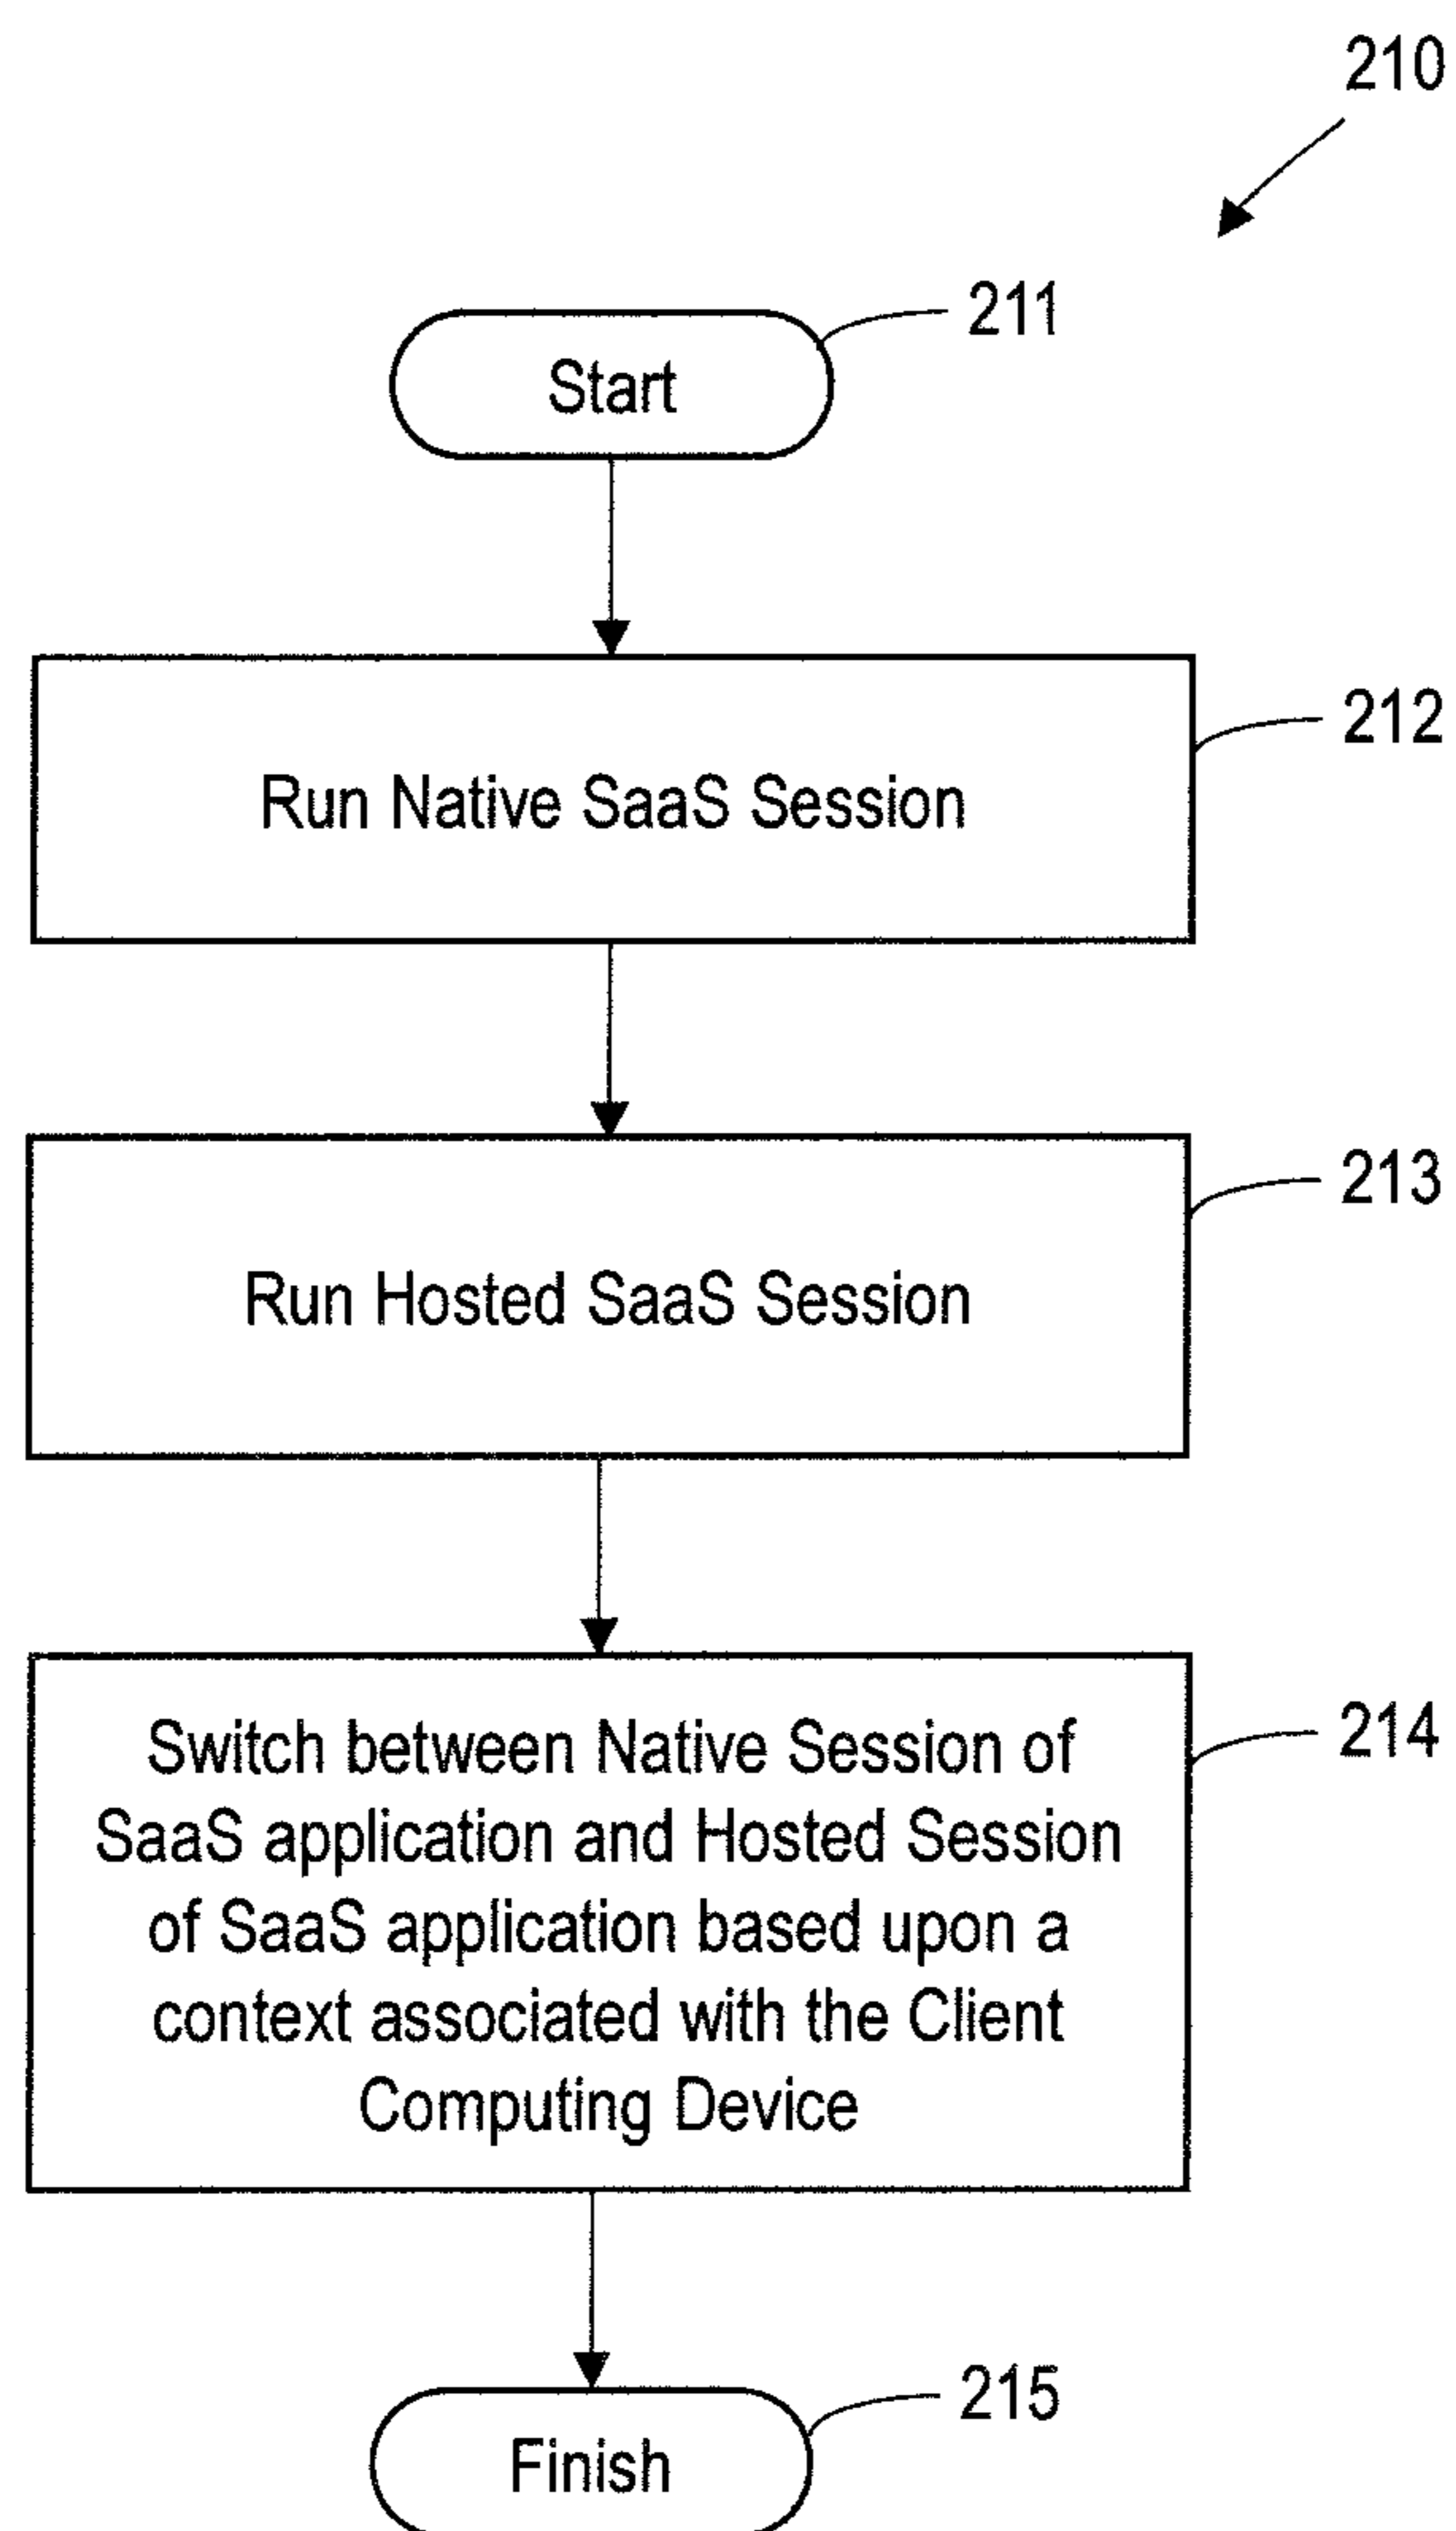 210
211
Start
212
Run Native SaaS Session
213
Run Hosted SaaS Session
214
Switch between Native Session of
SaaS application and Hosted Session
of SaaS application based upon a
context associated with the Client
Computing Device
215
Finish